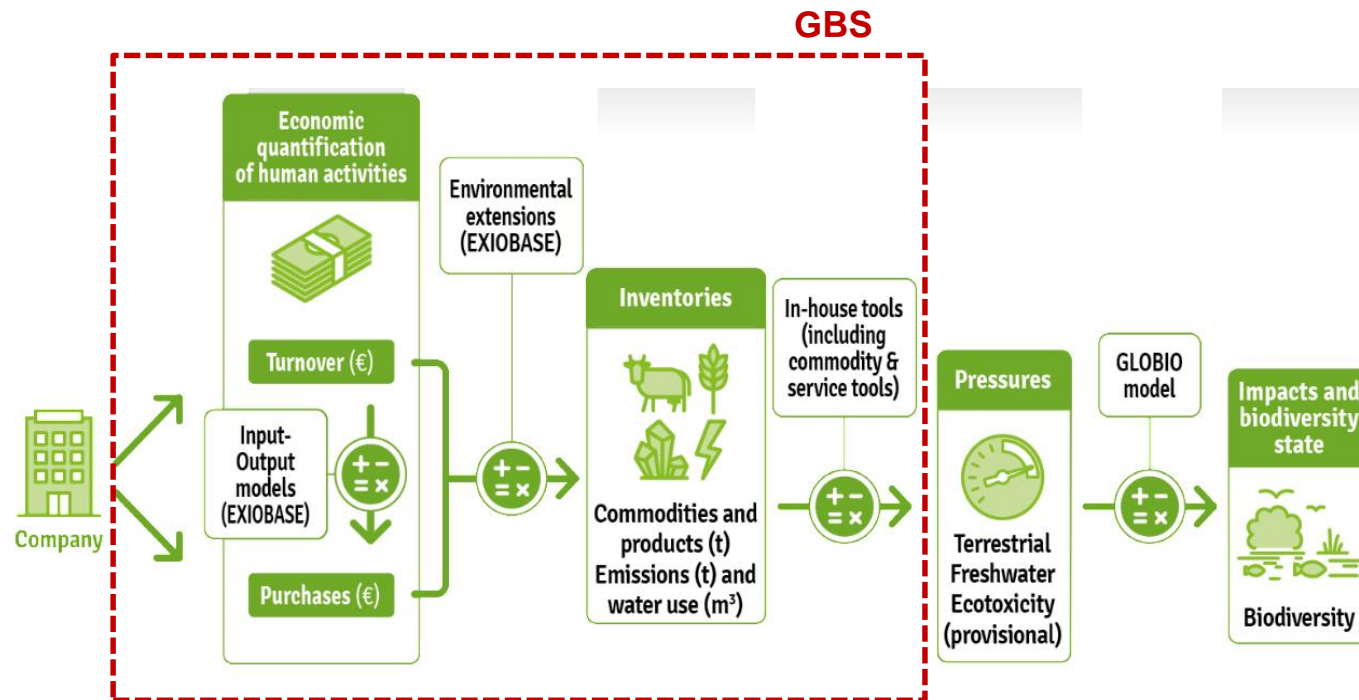 GBS
Company
Economic
quantification
of human activities
Turnover (€)
Input-
Output
models
(EXIOBASE)
Purchases (€)
Environmental
extensions
(EXIOBASE)
Inventories
Commodities and
products (t)
Emissions (t) and
water use (m³)
In-house tools
(including
commodity &
service tools)
Pressures
Terrestrial
Freshwater
Ecotoxicity
(provisional)
GLOBIO
model
Impacts and
biodiversity
state
Biodiversity